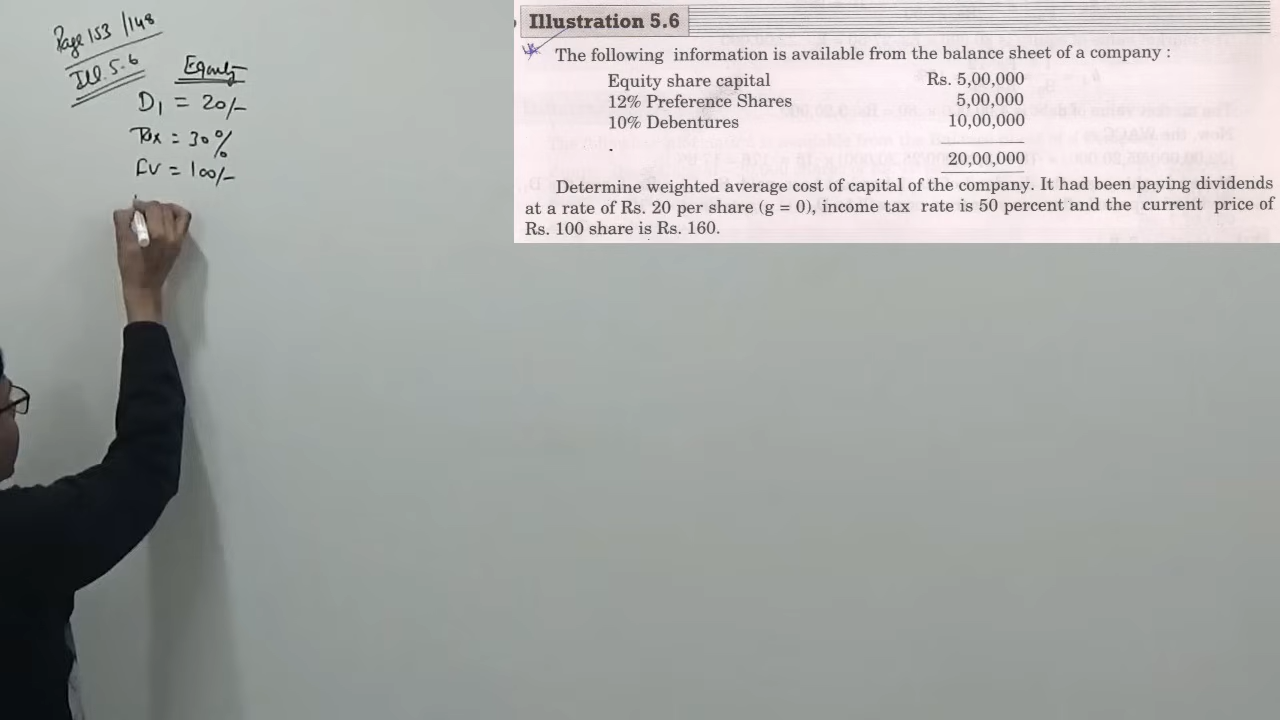 Page 153 /148
Ill. 5.6
Equity
D1 = 20/-
Tax = 30%
FV = 100/-
Illustration 5.6
The following information is available from the balance sheet of a company :
Equity share capital Rs. 5,00,000
12% Preference Shares 5,00,000
10% Debentures 10,00,000
20,00,000
Determine weighted average cost of capital of the company. It had been paying dividends
at a rate of Rs. 20 per share (g = 0), income tax rate is 50 percent and the current price of
Rs. 100 share is Rs. 160.